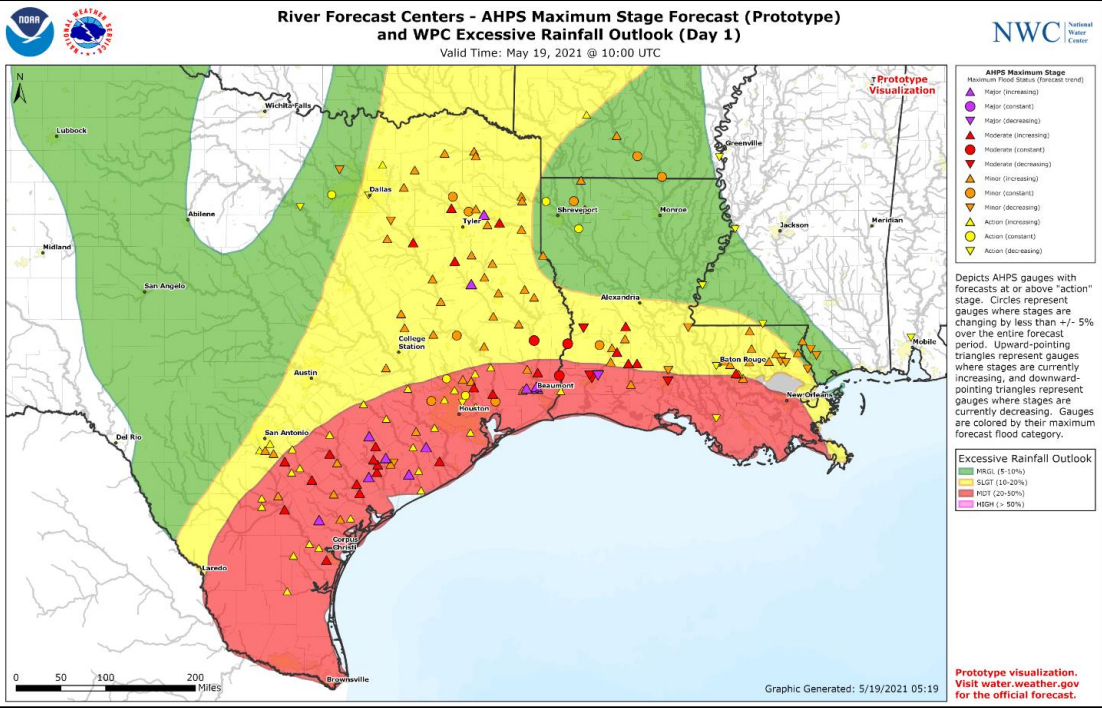 River Forecast Centers - AHPS Maximum Stage Forecast (Prototype)
and WPC Excessive Rainfall Outlook (Day 1)
Valid Time: May 19, 2021 @ 10:00 UTC
NOAA
NATIONAL WEATHER SERVICE
NWC
National
Water
Center
N
Prototype
Visualization
Wichita Falls
Lubbock
Greenville
Dallas
Abilene
Shreveport
Monroe
Tyler
Jackson
Meridian
Midland
San Angelo
Alexandria
College
Station
Mobile
Baton Rouge
Austin
Beaumont
New Orleans
Houston
Del Rio
San Antonio
Corpus
Christi
Laredo
Brownsville
0 50 100 200
Miles
Graphic Generated: 5/19/2021 05:19
AHPS Maximum Stage
Maximum Flood Status (forecast trend)
Major (increasing)
Major (constant)
Major (decreasing)
Moderate (increasing)
Moderate (constant)
Moderate (decreasing)
Minor (increasing)
Minor (constant)
Minor (decreasing)
Action (increasing)
Action (constant)
Action (decreasing)
Depicts AHPS gauges with
forecasts at or above "action"
stage. Circles represent
gauges where stages are
changing by less than +/- 5%
over the entire forecast
period. Upward-pointing
triangles represent gauges
where stages are currently
increasing, and downward-
pointing triangles represent
gauges where stages are
currently decreasing. Gauges
are colored by their maximum
forecast flood category.
Excessive Rainfall Outlook
MRGL (5-10%)
SLGT (10-20%)
MDT (20-50%)
HIGH (> 50%)
Prototype visualization.
Visit water.weather.gov
for the official forecast.